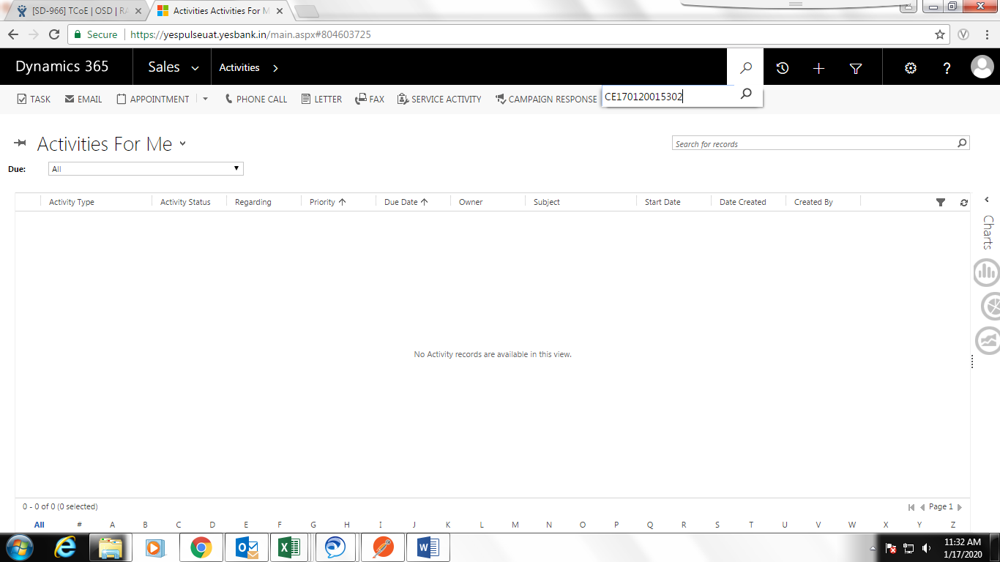 [SD-966] TCoE | OSD | RA
Activities Activities For M
Secure
https://yespulseuat.yesbank.in/main.aspx#804603725
Dynamics 365
Sales
Activities
TASK
EMAIL
APPOINTMENT
PHONE CALL
LETTER
FAX
SERVICE ACTIVITY
CAMPAIGN RESPONSE
CE170120015302
Activities For Me
Search for records
Due:
All
Activity Type
Activity Status
Regarding
Priority
Due Date
Owner
Subject
Start Date
Date Created
Created By
Charts
No Activity records are available in this view.
0 - 0 of 0 (0 selected)
Page 1
All # A B C D E F G H I J K L M N O P Q R S T U V W X Y Z
11:32 AM
1/17/2020